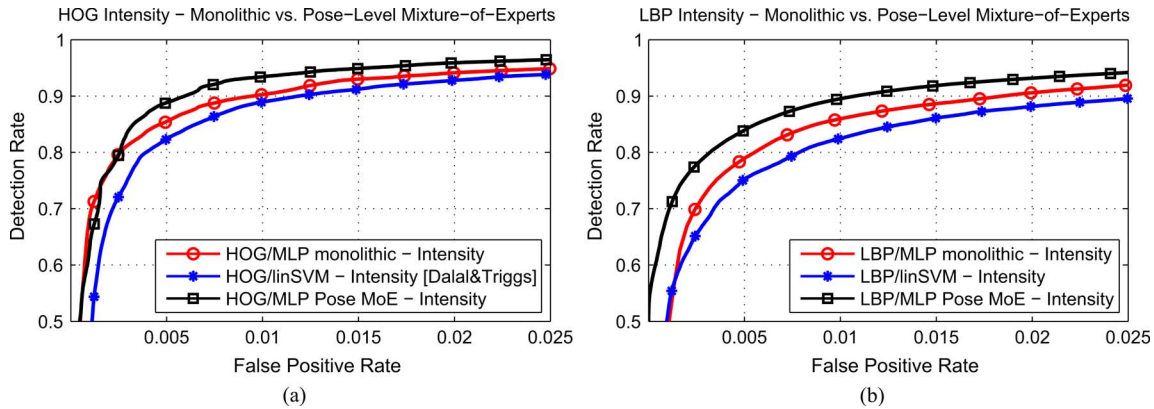 HOG Intensity – Monolithic vs. Pose-Level Mixture-of-Experts
1
0.9
0.8
0.7
0.6
0.5
Detection Rate
HOG/MLP monolithic – Intensity
HOG/linSVM – Intensity [Dalal&Triggs]
HOG/MLP Pose MoE – Intensity
0.005 0.01 0.015 0.02 0.025
False Positive Rate
(a)
LBP Intensity – Monolithic vs. Pose-Level Mixture-of-Experts
1
0.9
0.8
0.7
0.6
0.5
Detection Rate
LBP/MLP monolithic – Intensity
LBP/linSVM – Intensity
LBP/MLP Pose MoE – Intensity
0.005 0.01 0.015 0.02 0.025
False Positive Rate
(b)